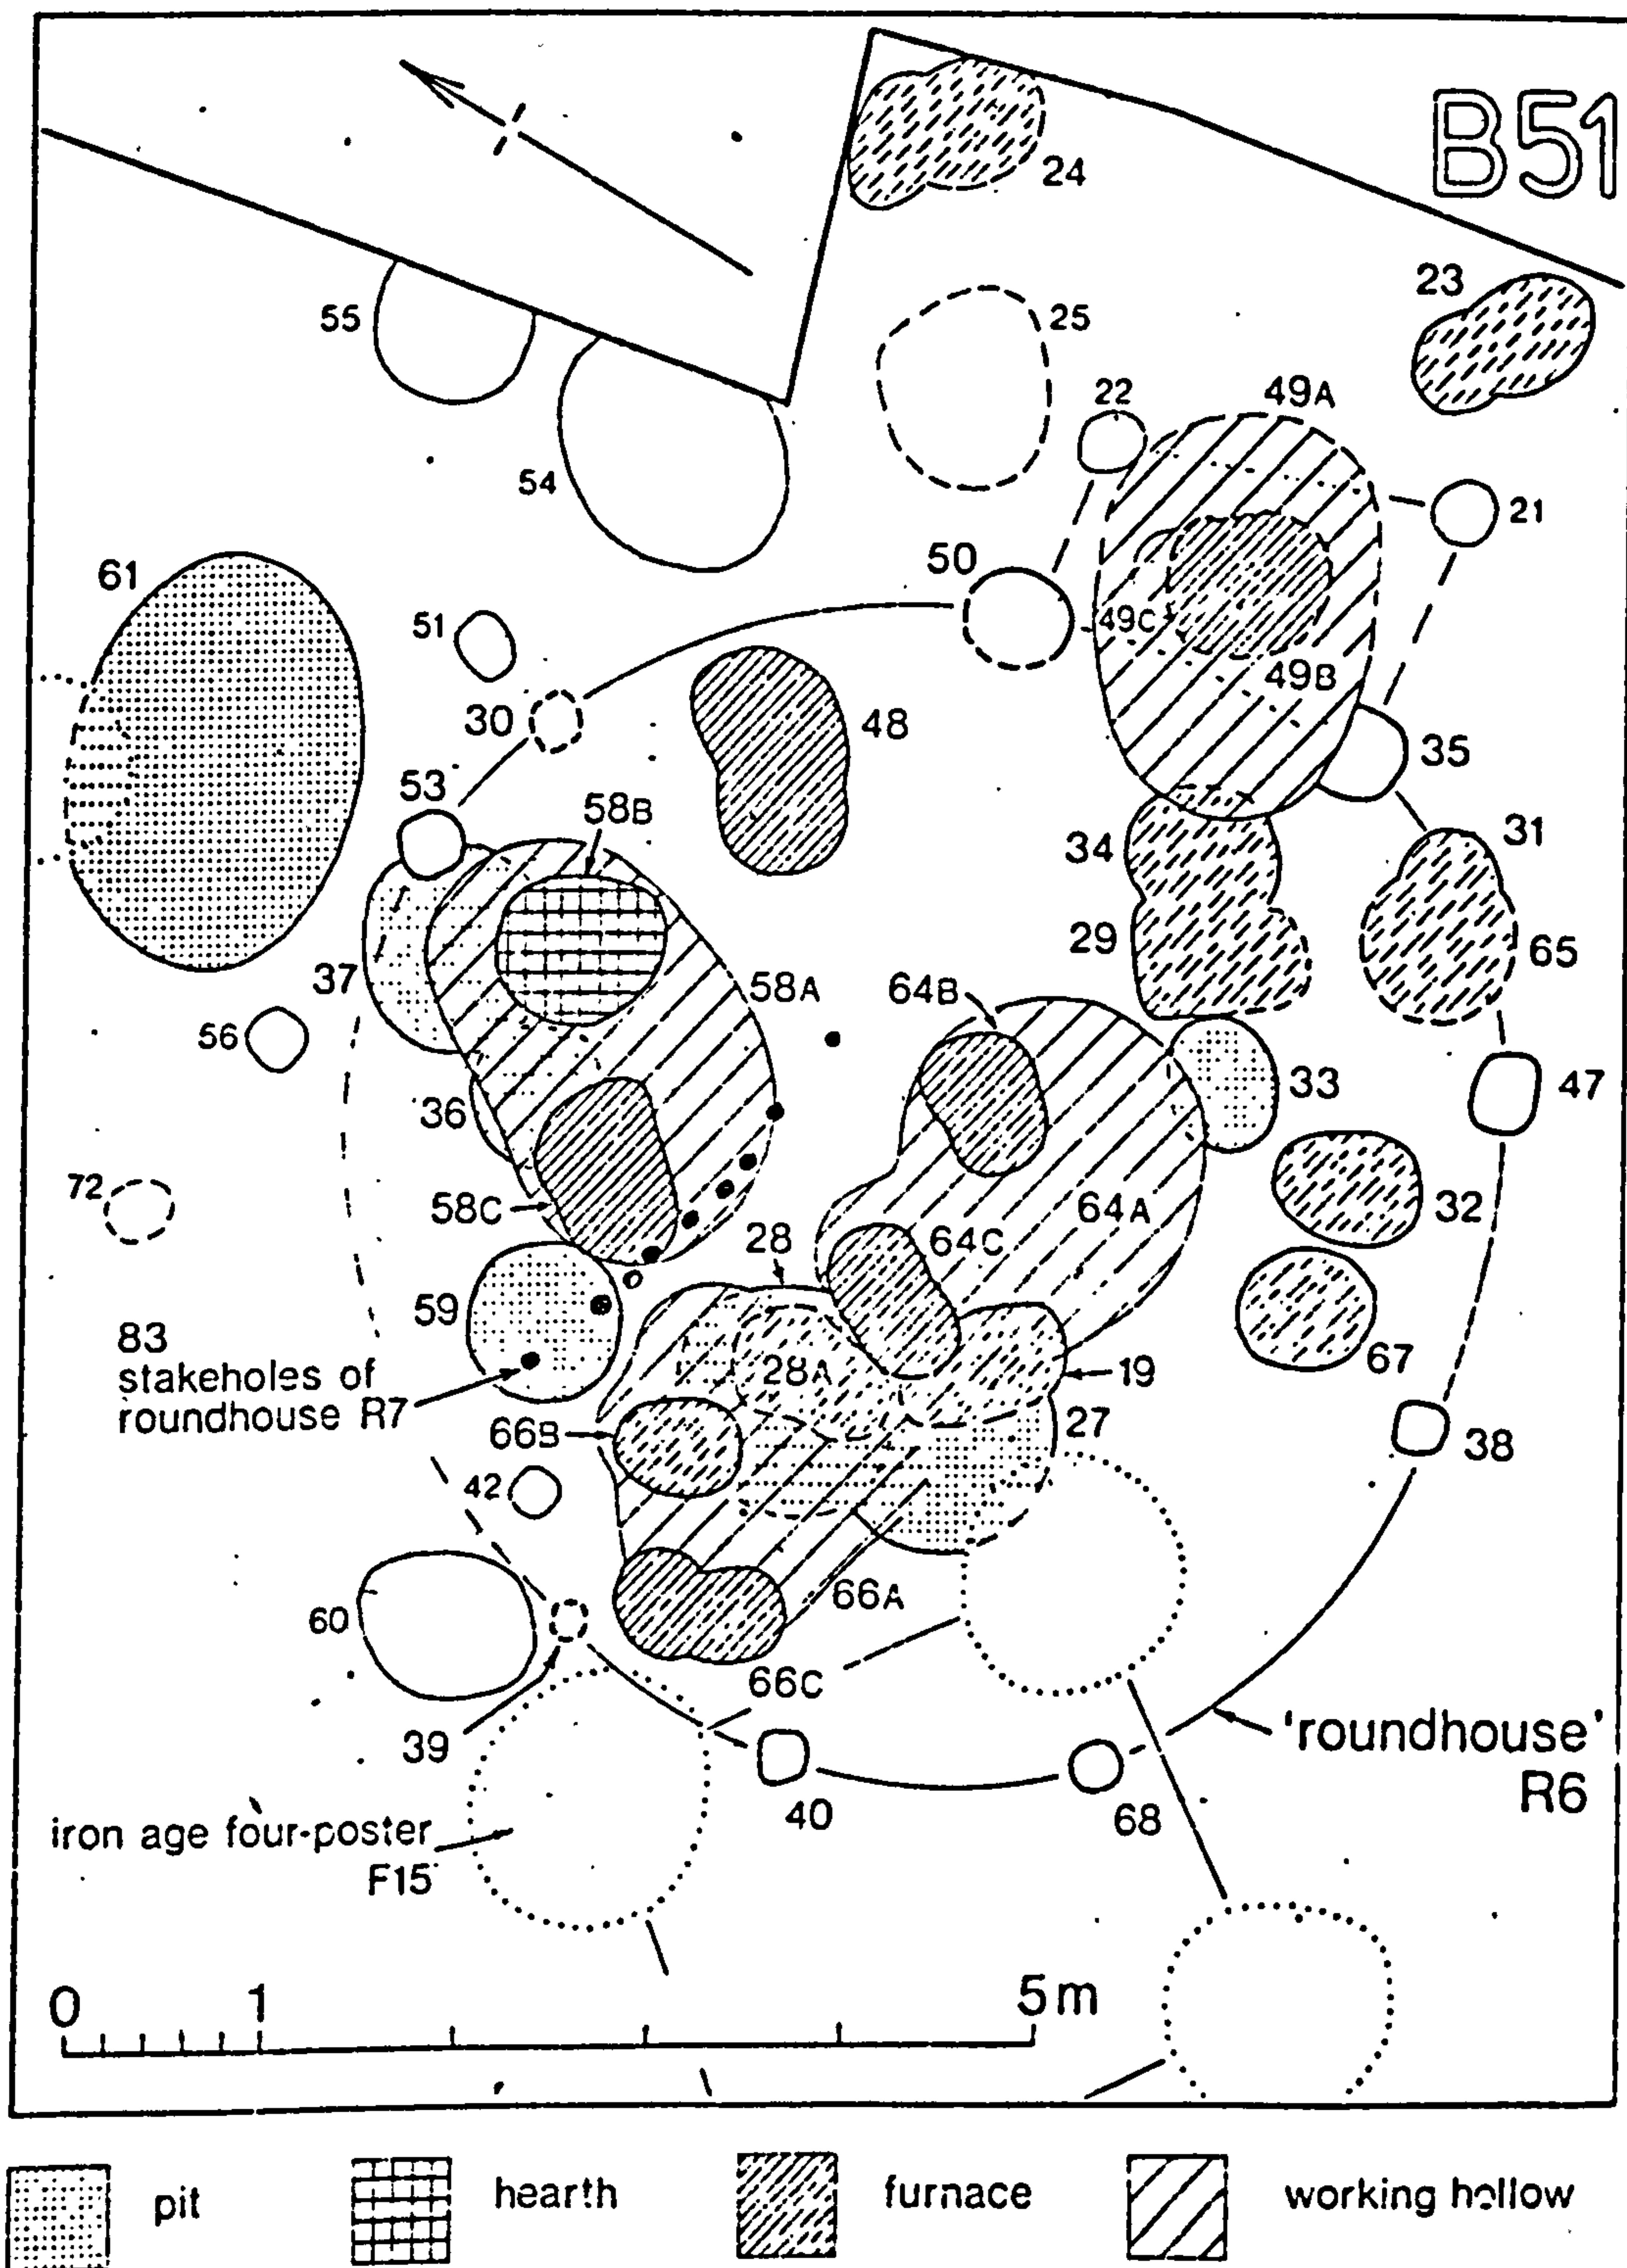 B51
24
23
55
25
22
49A
54
21
50
61
51
49C
30
48
49B
35
53
58B
34
31
37
29
65
58A
64B
56
36
33
47
72
58C
28
64C
64A
32
59
83
stakeholes of
roundhouse R7
28A
19
67
66B
27
38
42
60
66A
66C
39
'roundhouse'
R6
40
68
iron age four-poster
F15
0
1
5m
pit
hearth
furnace
working hollow